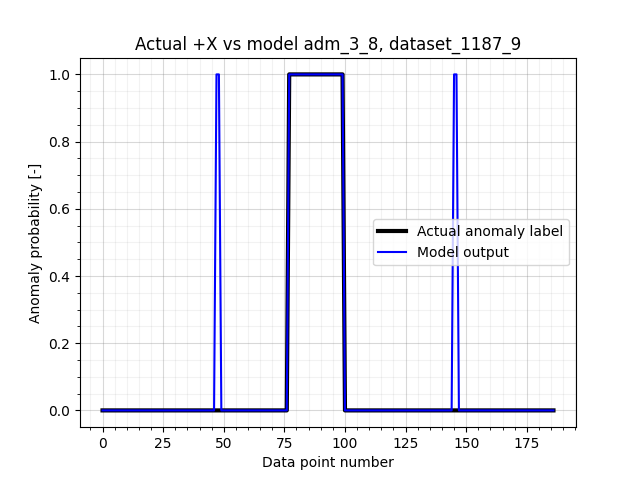 Actual +X vs model adm_3_8, dataset_1187_9
1.0
0.8
0.6
0.4
0.2
0.0
Anomaly probability [-]
Actual anomaly label
Model output
0 25 50 75 100 125 150 175
Data point number